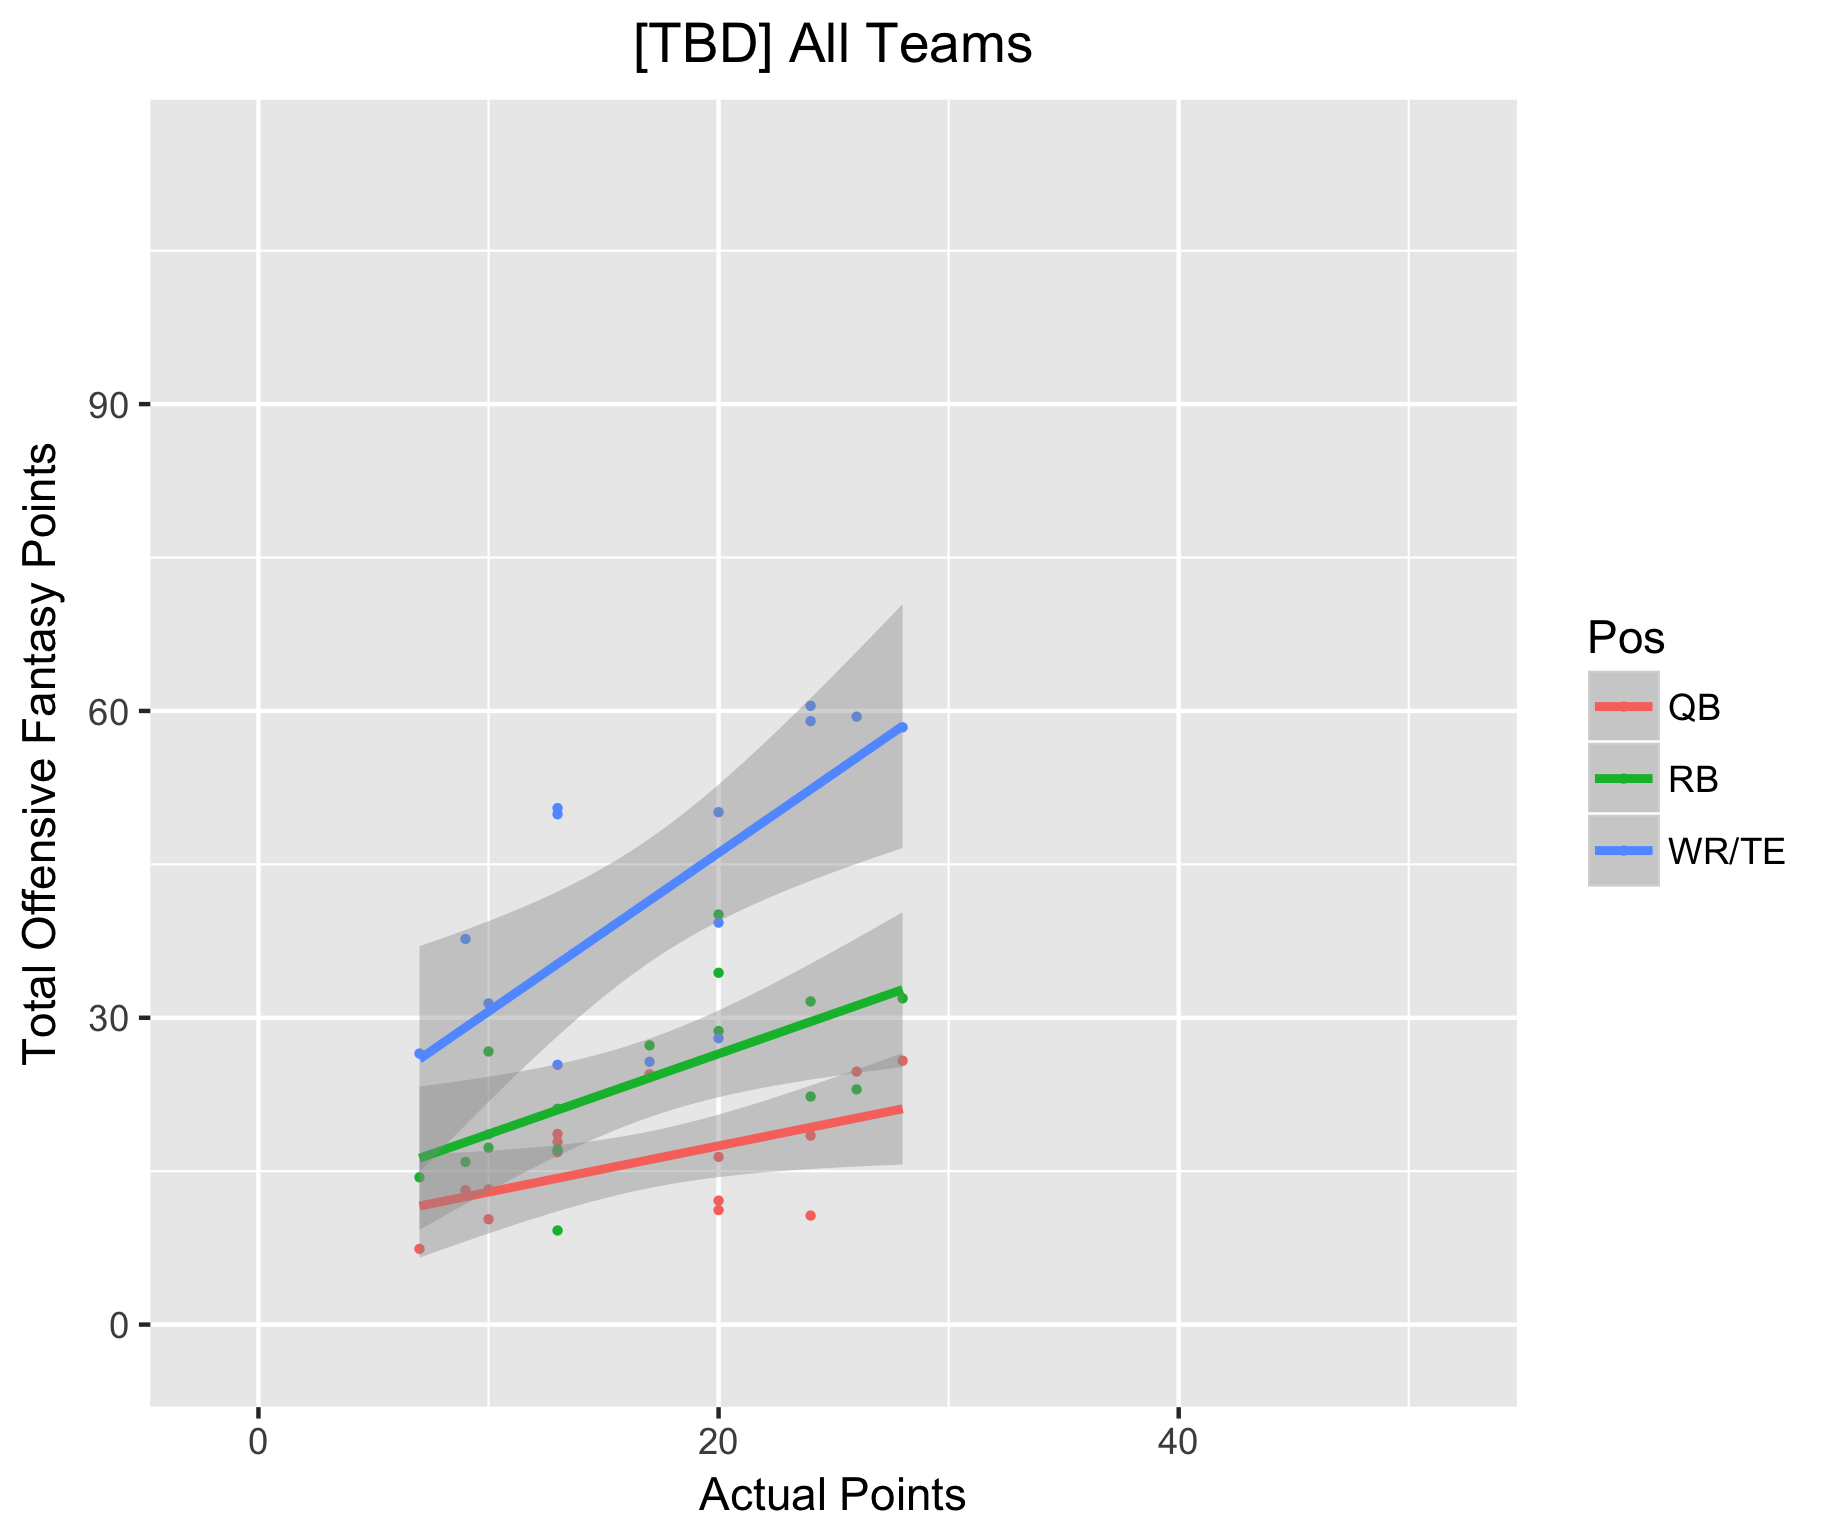 [TBD] All Teams
Total Offensive Fantasy Points
90
60
30
0
0 20 40
Actual Points
Pos
QB
RB
WR/TE